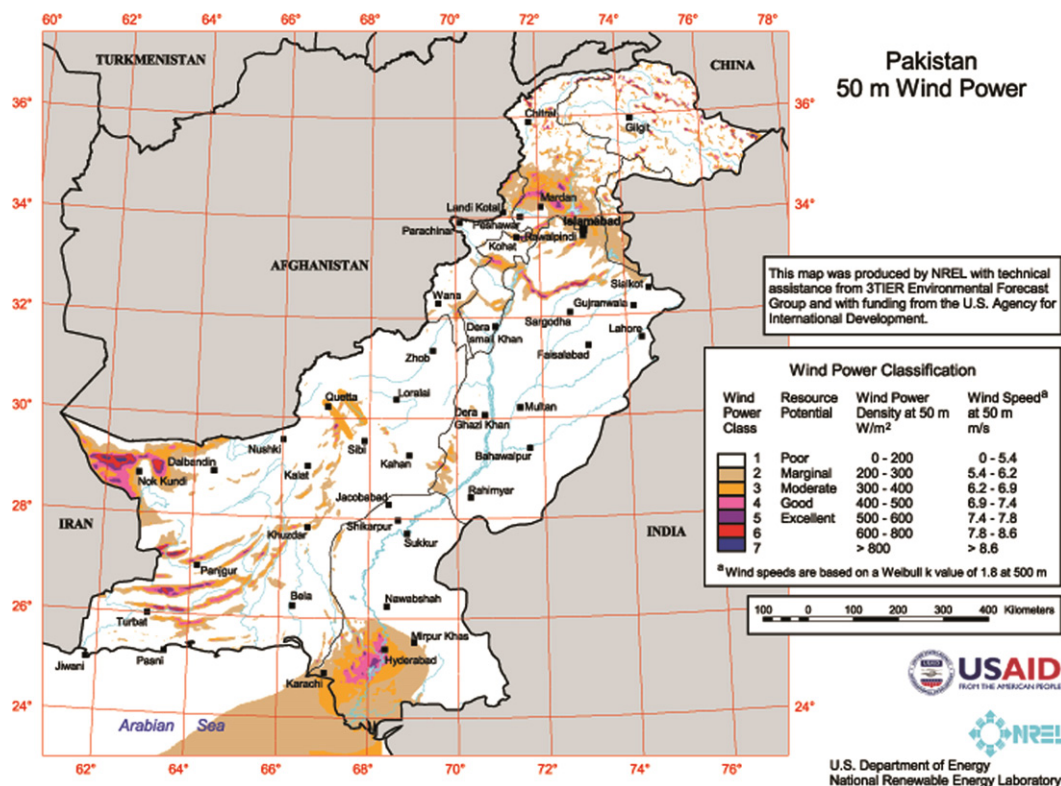 60° 62° 64° 66° 68° 70° 72° 74° 76° 78°
TURKMENISTAN
CHINA
Pakistan
50 m Wind Power
36°
36°
Chitral
Gilgit
Mardan
34°
34°
Landi Kotal
Islamabad
Peshawar
Parachinar
Rawalpindi
Kohat
AFGHANISTAN
This map was produced by NREL with technical
assistance from 3TIER Environmental Forecast
Group and with funding from the U.S. Agency for
International Development.
32°
Wana
Sialkot
Gujranwala
Sargodha
Dera
Ismail Khan
Lahore
Faisalabad
Zhob
Wind Power Classification
Wind Power Class
Resource Potential
Wind Power Density at 50 m W/m²
Wind Speedᵃ at 50 m m/s
1 Poor 0 - 200 0 - 5.4
2 Marginal 200 - 300 5.4 - 6.2
3 Moderate 300 - 400 6.2 - 6.9
4 Good 400 - 500 6.9 - 7.4
5 Excellent 500 - 600 7.4 - 7.8
6 600 - 800 7.8 - 8.6
7 > 800 > 8.6
ᵃ Wind speeds are based on a Weibull k value of 1.8 at 500 m
30°
Quetta
Loralai
Dera
Ghazi Khan
Multan
Nushki
Sibi
Bahawalpur
Dalbandin
Kalat
Kahan
Nok Kundi
28°
Jacobabad
Rahimyar
IRAN
Shikarpur
INDIA
Khuzdar
Sukkur
Panjgur
26°
Bela
Nawabshah
100 0 100 200 300 400 Kilometers
Turbat
Mirpur Khas
Jiwani
Pasni
Hyderabad
Karachi
USAID
FROM THE AMERICAN PEOPLE
24°
24°
Arabian Sea
NREL
62° 64° 66° 68° 70° 72° 74° 76°
U.S. Department of Energy
National Renewable Energy Laboratory